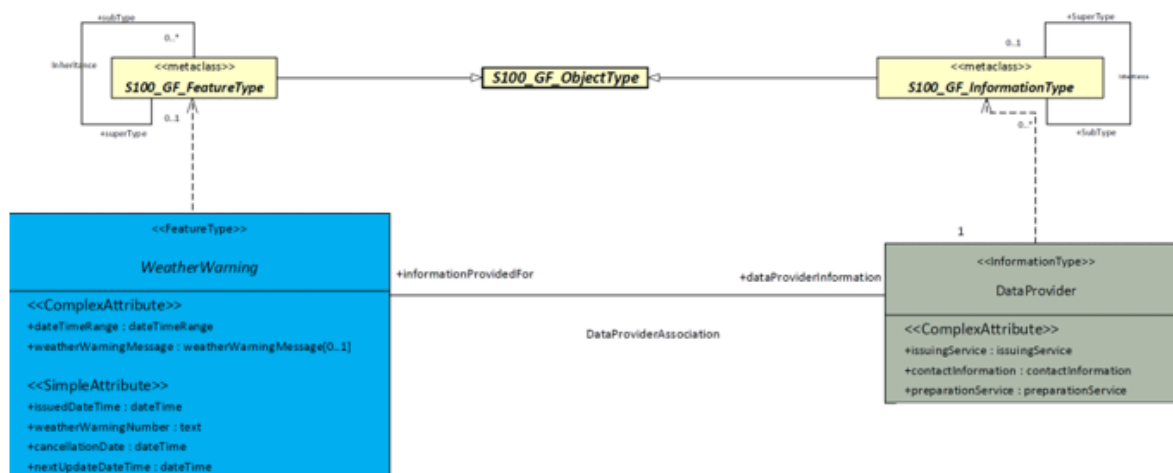 +subType
0..*
Inheritance
<<metaclass>>
S100_GF_FeatureType
+superType
0..1
S100_GF_ObjectType
+SuperType
0..1
<<metaclass>>
S100_GF_InformationType
Inheritance
0..*
+SubType
<<FeatureType>>
WeatherWarning
<<ComplexAttribute>>
+dateTimeRange : dateTimeRange
+weatherWarningMessage : weatherWarningMessage[0..1]
<<SimpleAttribute>>
+issuedDateTime : dateTime
+weatherWarningNumber : text
+cancellationDate : dateTime
+nextUpdateDateTime : dateTime
+informationProvidedFor
+dataProviderInformation
DataProviderAssociation
1
<<InformationType>>
DataProvider
<<ComplexAttribute>>
+issuingService : issuingService
+contactInformation : contactInformation
+preparationService : preparationService